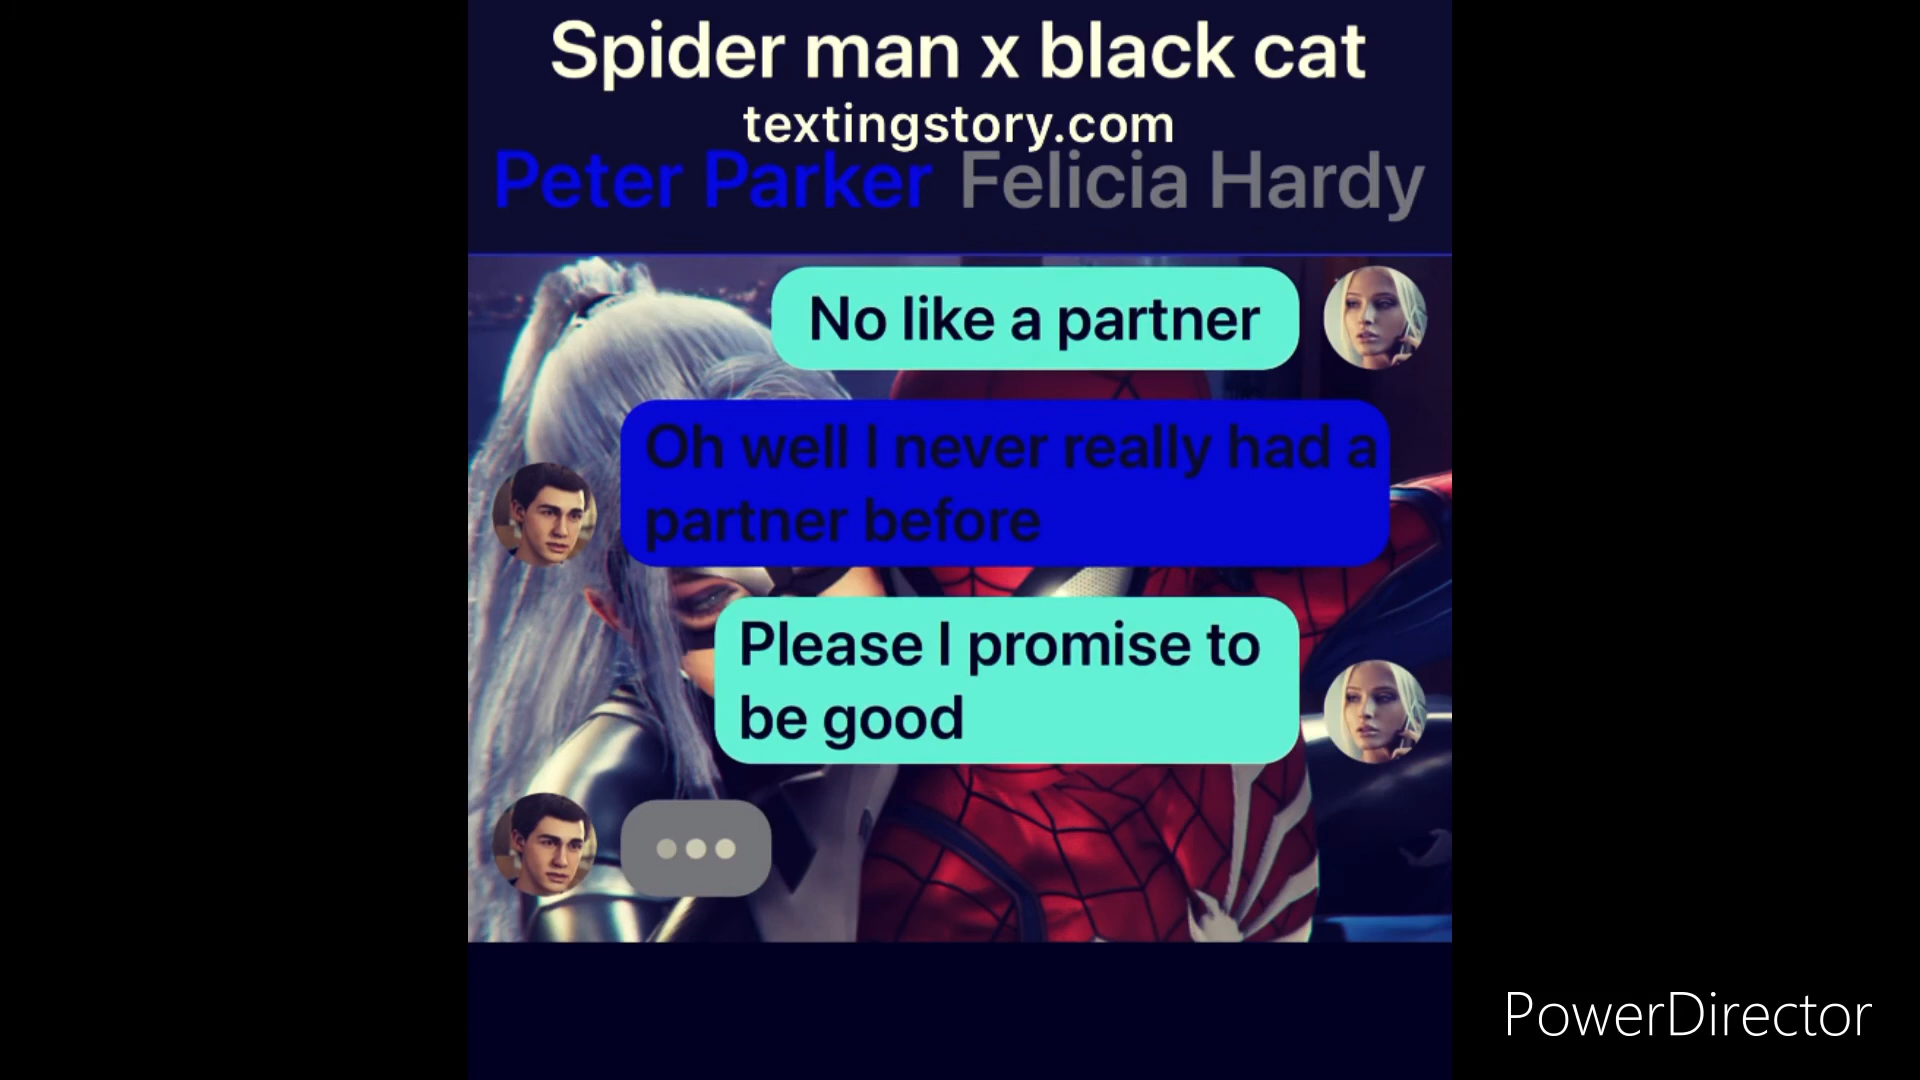 Spider man x black cat
textingstory.com
Peter Parker Felicia Hardy
No like a partner
Oh well I never really had a
partner before
Please I promise to
be good
PowerDirector